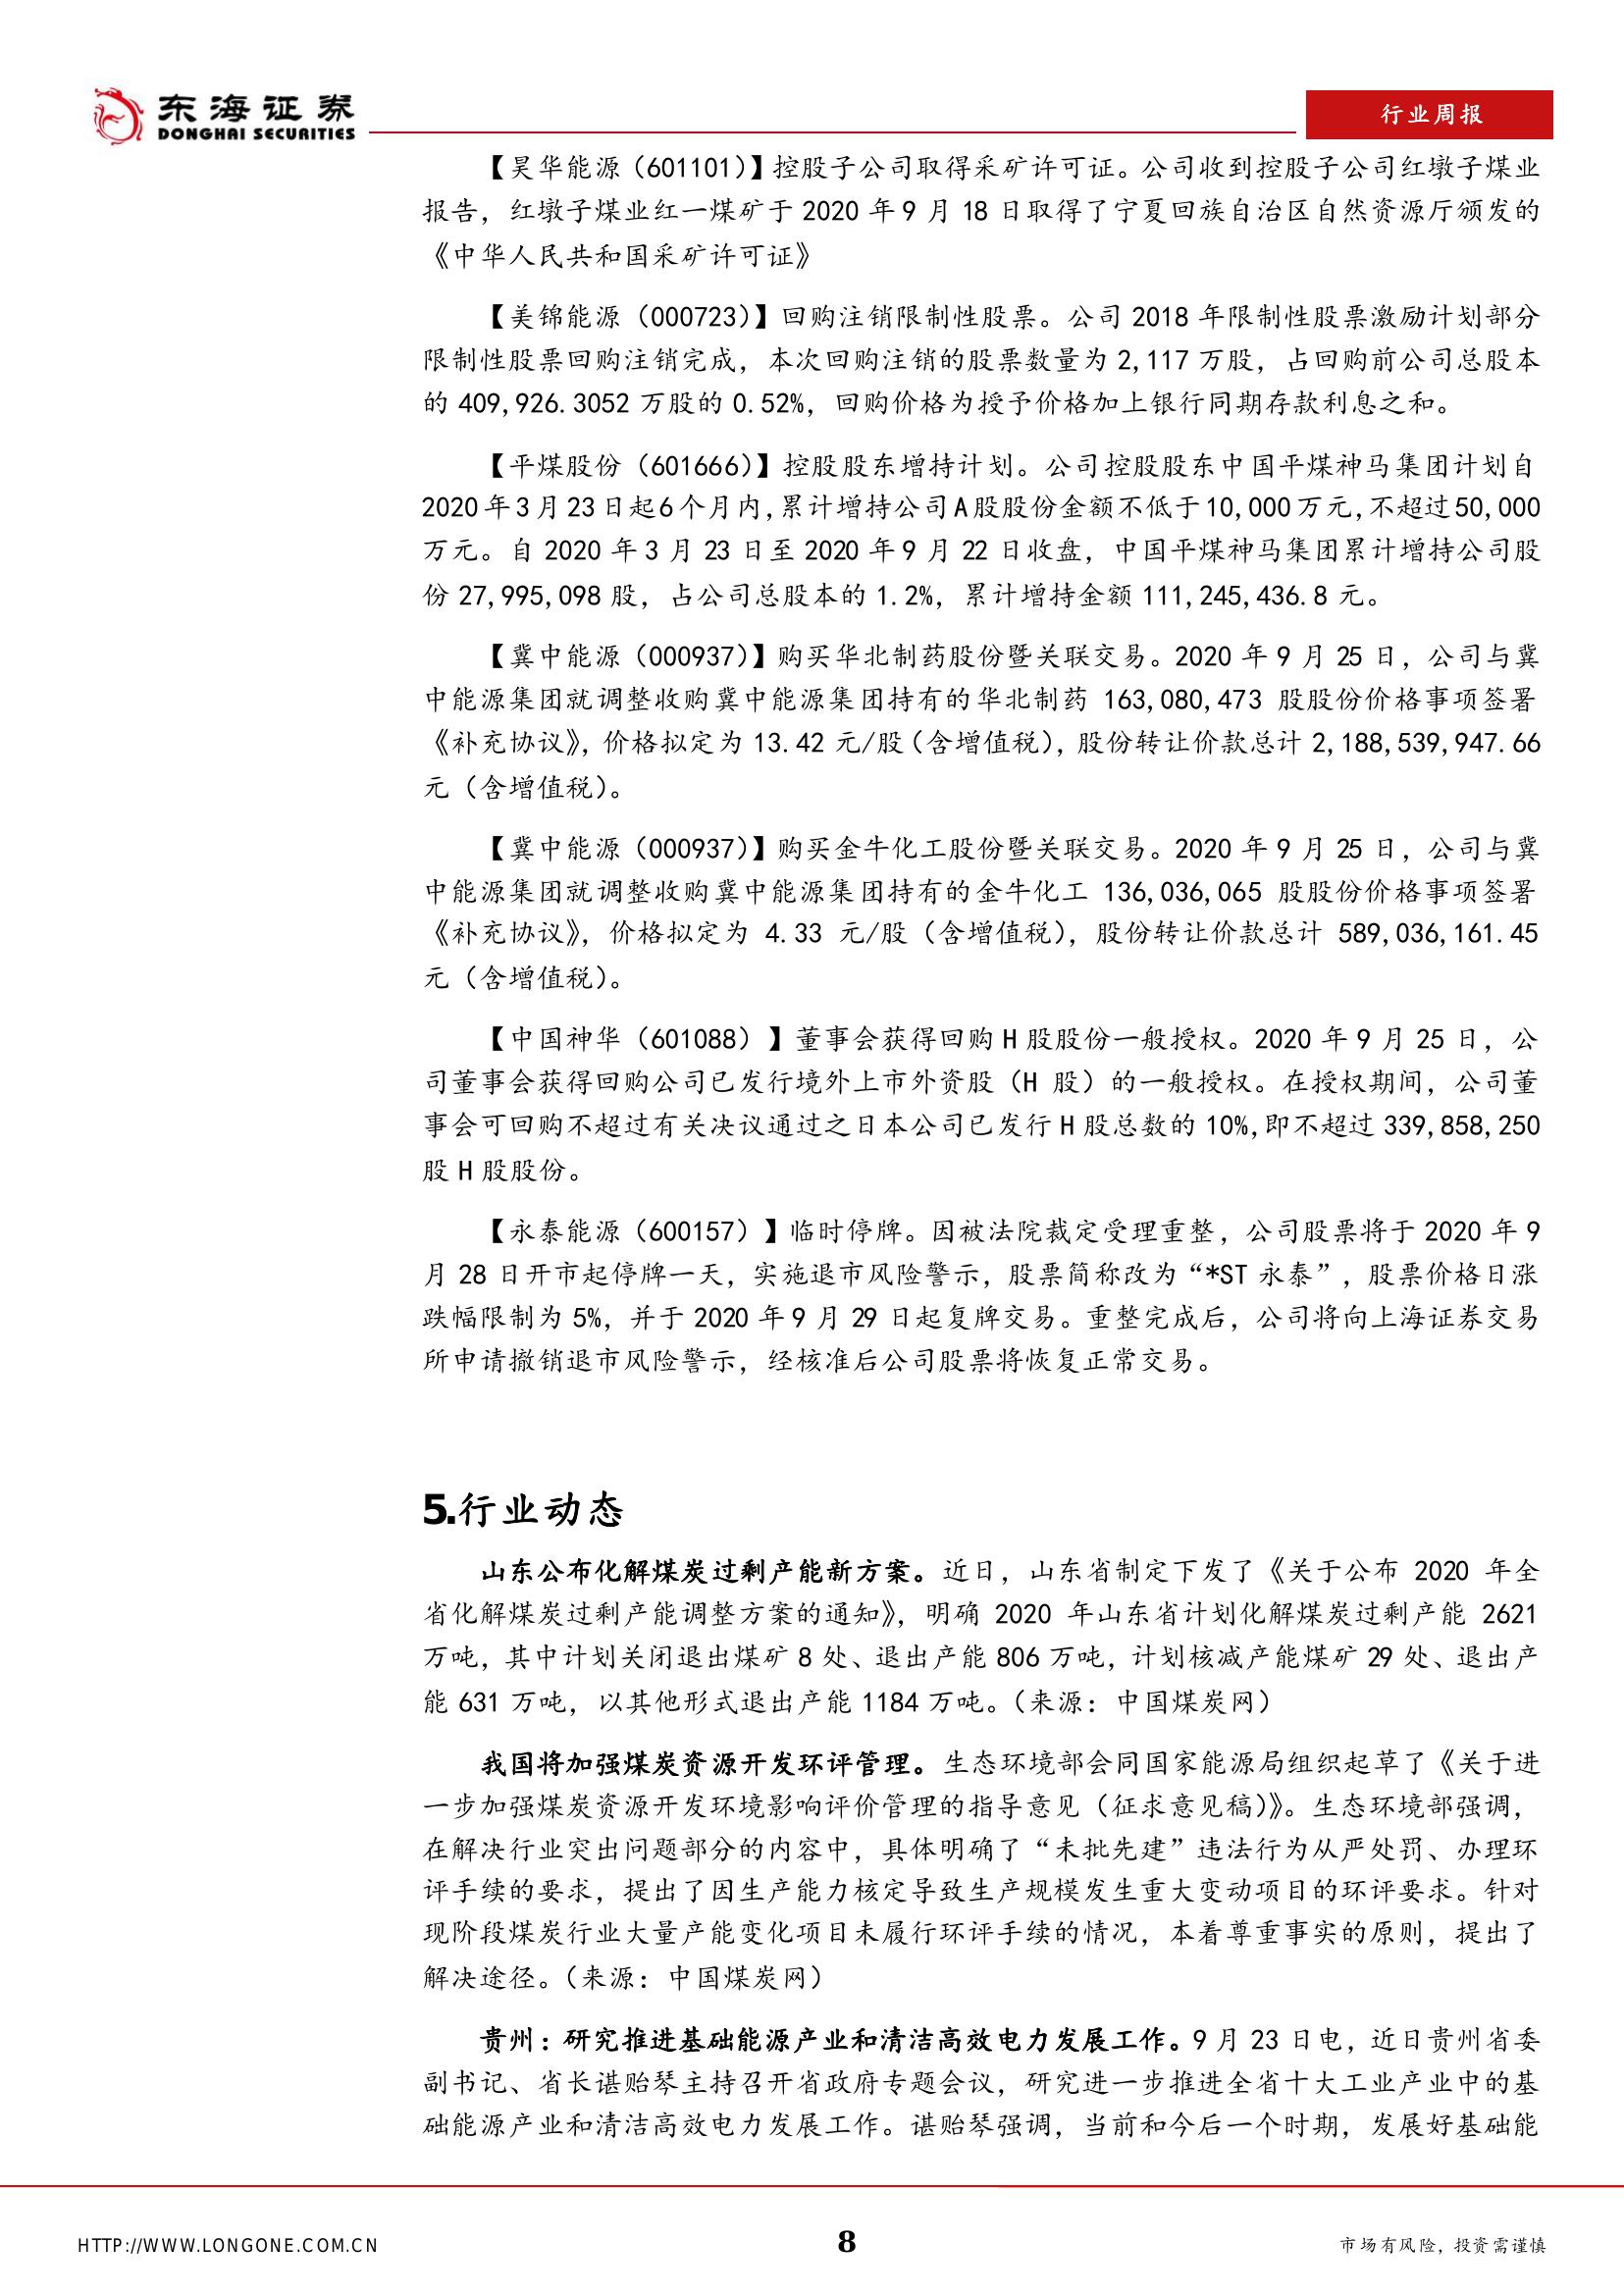 东海证券
DONGHAI SECURITIES
行业周报
【昊华能源（601101）】控股子公司取得采矿许可证。公司收到控股子公司红墩子煤业
报告，红墩子煤业红一煤矿于 2020 年 9 月 18 日取得了宁夏回族自治区自然资源厅颁发的
《中华人民共和国采矿许可证》
【美锦能源（000723）】回购注销限制性股票。公司 2018 年限制性股票激励计划部分
限制性股票回购注销完成，本次回购注销的股票数量为 2,117 万股，占回购前公司总股本
的 409,926.3052 万股的 0.52%，回购价格为授予价格加上银行同期存款利息之和。
【平煤股份（601666）】控股股东增持计划。公司控股股东中国平煤神马集团计划自
2020 年 3 月 23 日起 6 个月内,累计增持公司 A 股股份金额不低于 10,000 万元,不超过 50,000
万元。自 2020 年 3 月 23 日至 2020 年 9 月 22 日收盘，中国平煤神马集团累计增持公司股
份 27,995,098 股，占公司总股本的 1.2%，累计增持金额 111,245,436.8 元。
【冀中能源（000937）】购买华北制药股份暨关联交易。2020 年 9 月 25 日，公司与冀
中能源集团就调整收购冀中能源集团持有的华北制药 163,080,473 股股份价格事项签署
《补充协议》，价格拟定为 13.42 元/股（含增值税），股份转让价款总计 2,188,539,947.66
元（含增值税）。
【冀中能源（000937）】购买金牛化工股份暨关联交易。2020 年 9 月 25 日，公司与冀
中能源集团就调整收购冀中能源集团持有的金牛化工 136,036,065 股股份价格事项签署
《补充协议》，价格拟定为 4.33 元/股（含增值税），股份转让价款总计 589,036,161.45
元（含增值税）。
【中国神华（601088）】董事会获得回购 H 股股份一般授权。2020 年 9 月 25 日，公
司董事会获得回购公司已发行境外上市外资股（H 股）的一般授权。在授权期间，公司董
事会可回购不超过有关决议通过之日本公司已发行 H 股总数的 10%,即不超过 339,858,250
股 H 股股份。
【永泰能源（600157）】临时停牌。因被法院裁定受理重整，公司股票将于 2020 年 9
月 28 日开市起停牌一天，实施退市风险警示，股票简称改为“*ST 永泰”，股票价格日涨
跌幅限制为 5%，并于 2020 年 9 月 29 日起复牌交易。重整完成后，公司将向上海证券交易
所申请撤销退市风险警示，经核准后公司股票将恢复正常交易。
5.行业动态
山东公布化解煤炭过剩产能新方案。近日，山东省制定下发了《关于公布 2020 年全
省化解煤炭过剩产能调整方案的通知》，明确 2020 年山东省计划化解煤炭过剩产能 2621
万吨，其中计划关闭退出煤矿 8 处、退出产能 806 万吨，计划核减产能煤矿 29 处、退出产
能 631 万吨，以其他形式退出产能 1184 万吨。（来源：中国煤炭网）
我国将加强煤炭资源开发环评管理。生态环境部会同国家能源局组织起草了《关于进
一步加强煤炭资源开发环境影响评价管理的指导意见（征求意见稿）》。生态环境部强调，
在解决行业突出问题部分的内容中，具体明确了“未批先建”违法行为从严处罚、办理环
评手续的要求，提出了因生产能力核定导致生产规模发生重大变动项目的环评要求。针对
现阶段煤炭行业大量产能变化项目未履行环评手续的情况，本着尊重事实的原则，提出了
解决途径。（来源：中国煤炭网）
贵州：研究推进基础能源产业和清洁高效电力发展工作。9 月 23 日电，近日贵州省委
副书记、省长谌贻琴主持召开省政府专题会议，研究进一步推进全省十大工业产业中的基
础能源产业和清洁高效电力发展工作。谌贻琴强调，当前和今后一个时期，发展好基础能
HTTP://WWW.LONGONE.COM.CN
8
市场有风险，投资需谨慎